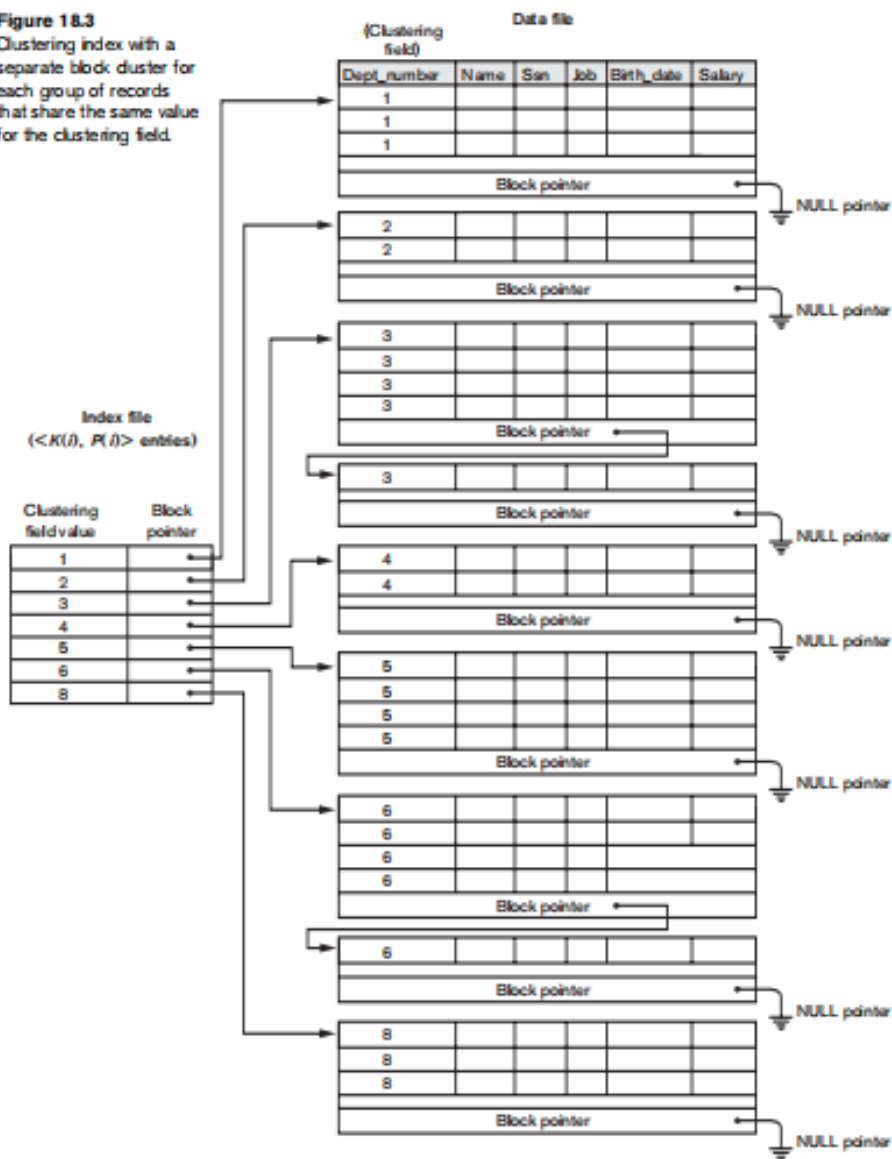 Figure 18.3
Clustering index with a
separate block cluster for
each group of records
that share the same value
for the clustering field.
(Clustering
field)
Data file
Dept_number Name Ssn Job Birth_date Salary
1
1
1
Block pointer
NULL pointer
2
2
Block pointer
NULL pointer
3
3
3
3
Block pointer
3
Block pointer
NULL pointer
Index file
(<K(i), P(i)> entries)
Clustering
field value
Block
pointer
1
2
3
4
5
6
8
4
4
Block pointer
NULL pointer
5
5
5
5
Block pointer
NULL pointer
6
6
6
6
Block pointer
6
Block pointer
NULL pointer
8
8
8
Block pointer
NULL pointer